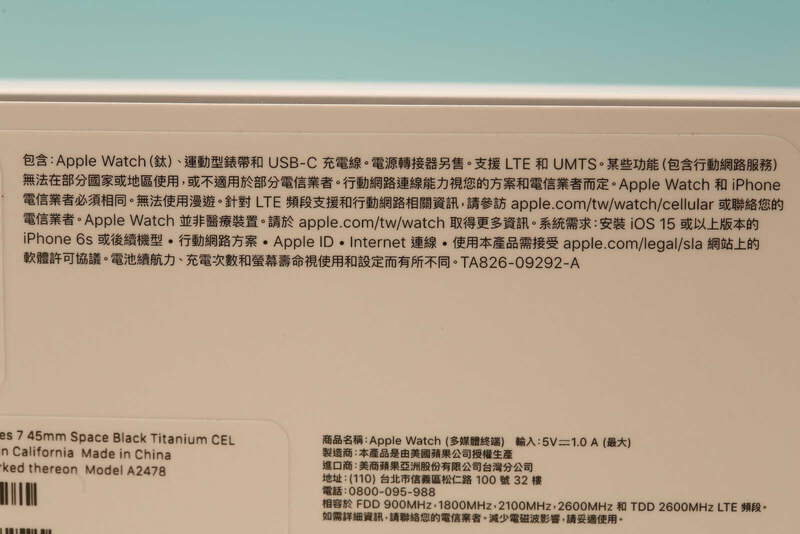 包含：Apple Watch（鈦）、運動型錶帶和 USB-C 充電線。電源轉接器另售。支援 LTE 和 UMTS。某些功能（包含行動網路服務）
無法在部分國家或地區使用，或不適用於部分電信業者。行動網路連線能力視您的方案和電信業者而定。Apple Watch 和 iPhone
電信業者必須相同。無法使用漫遊。針對 LTE 頻段支援和行動網路相關資訊，請參訪 apple.com/tw/watch/cellular 或聯絡您的
電信業者。Apple Watch 並非醫療裝置。請於 apple.com/tw/watch 取得更多資訊。系統需求：安裝 iOS 15 或以上版本的
iPhone 6s 或後續機型 • 行動網路方案 • Apple ID • Internet 連線 • 使用本產品需接受 apple.com/legal/sla 網站上的
軟體許可協議。電池續航力、充電次數和螢幕壽命視使用和設定而有所不同。TA826-09292-A
es 7 45mm Space Black Titanium CEL
n California Made in China
rked thereon Model A2478
商品名稱：Apple Watch（多媒體終端） 輸入：5V⎓1.0 A（最大）
製造商：本產品是由美國蘋果公司授權生產
進口商：美商蘋果亞洲股份有限公司台灣分公司
地址：(110) 台北市信義區松仁路 100 號 32 樓
電話：0800-095-988
相容於 FDD 900MHz，1800MHz，2100MHz，2600MHz 和 TDD 2600MHz LTE 頻段。
如需詳細資訊，請聯絡您的電信業者。減少電磁波影響，請妥適使用。